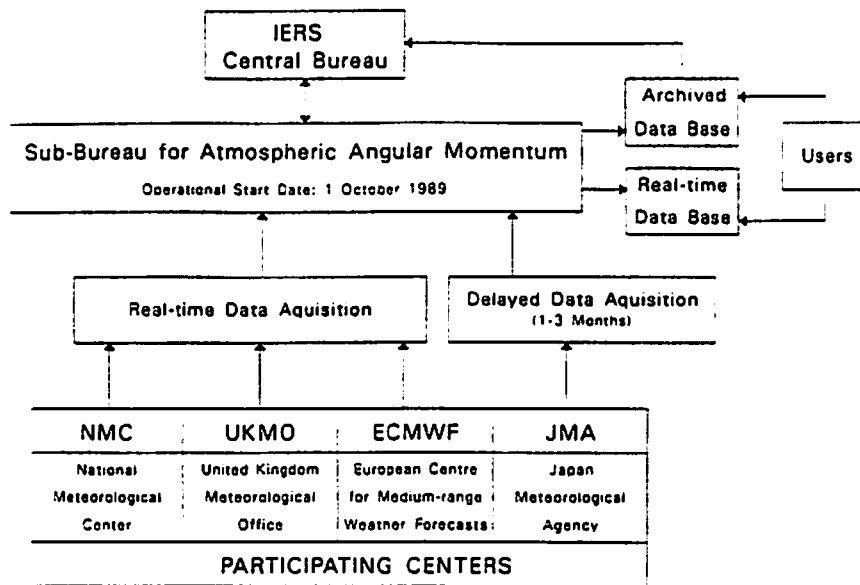 IERS
Central Bureau
Archived
Data Base
Sub-Bureau for Atmospheric Angular Momentum
Operational Start Date: 1 October 1989
Users
Real-time
Data Base
Real-time Data Aquisition
Delayed Data Aquisition
(1-3 Months)
NMC
National
Meteorological
Center
UKMO
United Kingdom
Meteorological
Office
ECMWF
European Centre
for Medium-range
Weather Forecasts
JMA
Japan
Meteorological
Agency
PARTICIPATING CENTERS